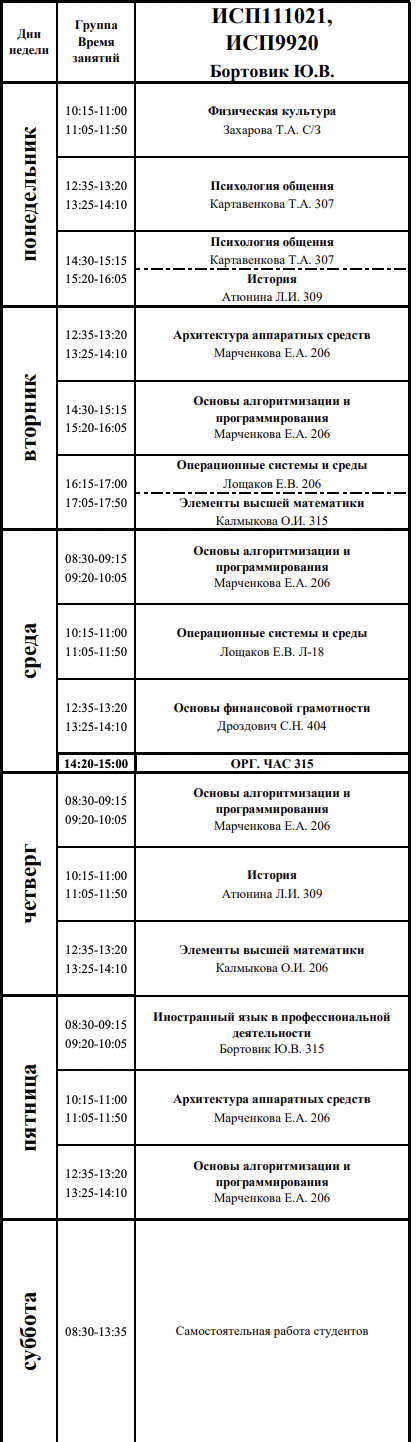 Дни
недели
Группа
Время
занятий
ИСП111021,
ИСП9920
Бортовик Ю.В.
понедельник
10:15-11:00
11:05-11:50
Физическая культура
Захарова Т.А. С/З
12:35-13:20
13:25-14:10
Психология общения
Картавенкова Т.А. 307
14:30-15:15
15:20-16:05
Психология общения
Картавенкова Т.А. 307
История
Атюнина Л.И. 309
вторник
12:35-13:20
13:25-14:10
Архитектура аппаратных средств
Марченкова Е.А. 206
14:30-15:15
15:20-16:05
Основы алгоритмизации и
программирования
Марченкова Е.А. 206
16:15-17:00
17:05-17:50
Операционные системы и среды
Лощаков Е.В. 206
Элементы высшей математики
Калмыкова О.И. 315
среда
08:30-09:15
09:20-10:05
Основы алгоритмизации и
программирования
Марченкова Е.А. 206
10:15-11:00
11:05-11:50
Операционные системы и среды
Лощаков Е.В. Л-18
12:35-13:20
13:25-14:10
Основы финансовой грамотности
Дроздович С.Н. 404
14:20-15:00
ОРГ. ЧАС 315
четверг
08:30-09:15
09:20-10:05
Основы алгоритмизации и
программирования
Марченкова Е.А. 206
10:15-11:00
11:05-11:50
История
Атюнина Л.И. 309
12:35-13:20
13:25-14:10
Элементы высшей математики
Калмыкова О.И. 206
пятница
08:30-09:15
09:20-10:05
Иностранный язык в профессиональной
деятельности
Бортовик Ю.В. 315
10:15-11:00
11:05-11:50
Архитектура аппаратных средств
Марченкова Е.А. 206
12:35-13:20
13:25-14:10
Основы алгоритмизации и
программирования
Марченкова Е.А. 206
суббота
08:30-13:35
Самостоятельная работа студентов